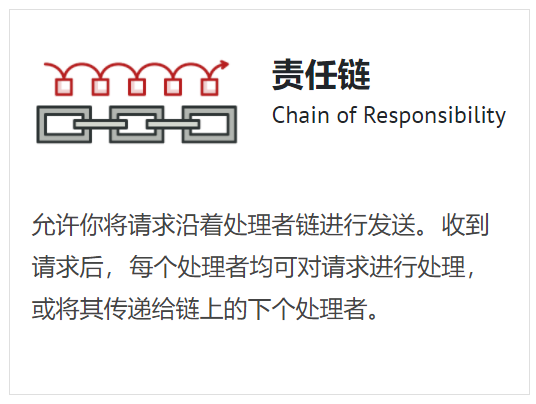 责任链
Chain of Responsibility
允许你将请求沿着处理者链进行发送。收到
请求后，每个处理者均可对请求进行处理，
或将其传递给链上的下个处理者。